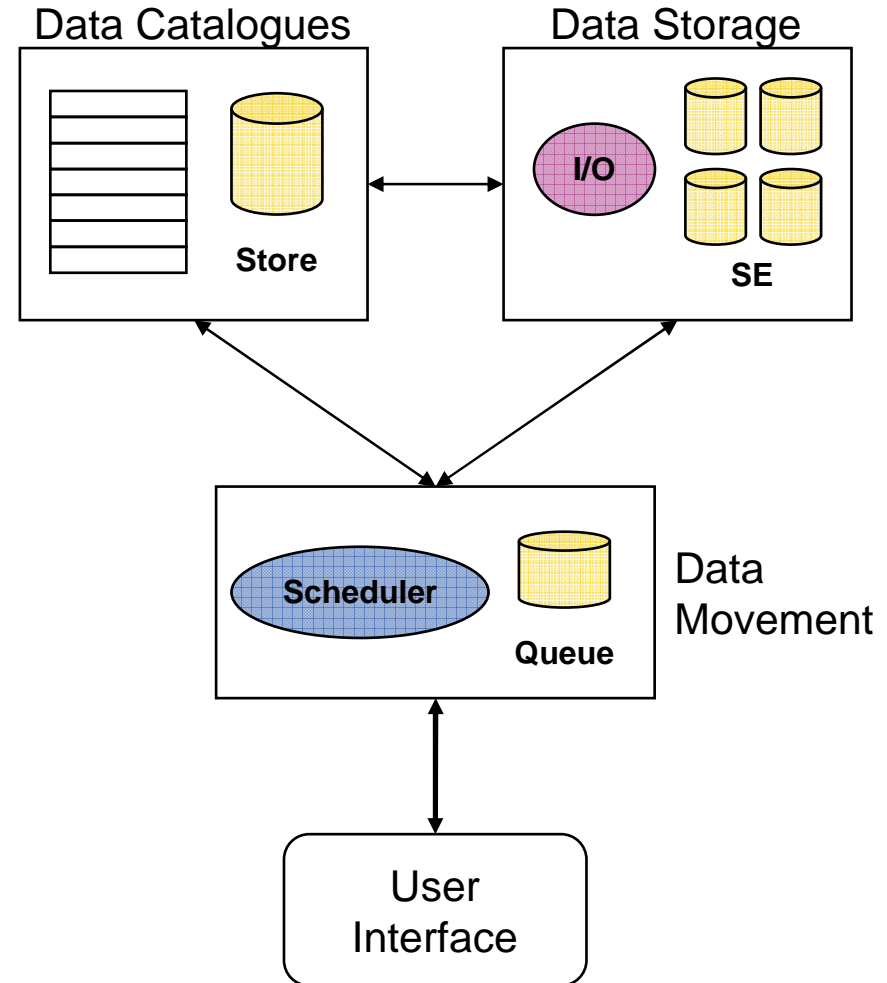 Data Catalogues
Data Storage
I/O
Store
SE
Scheduler
Queue
Data
Movement
User
Interface